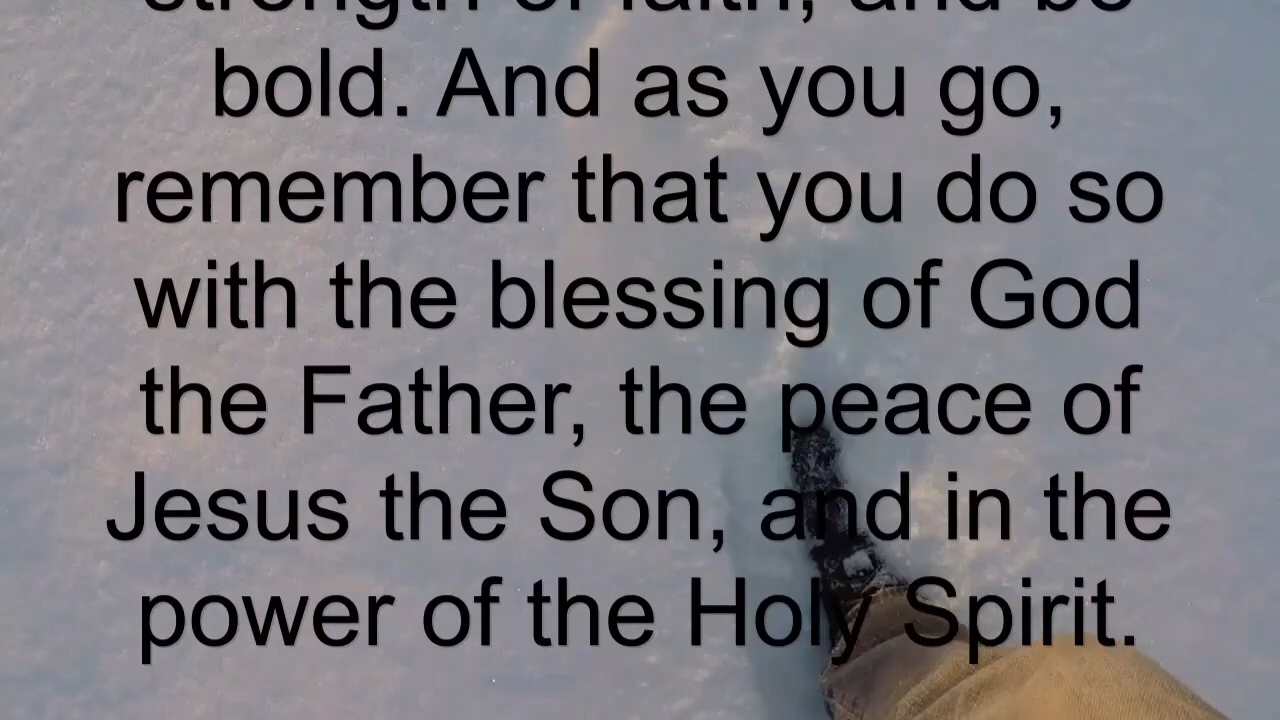 strength of faith, and be
bold. And as you go,
remember that you do so
with the blessing of God
the Father, the peace of
Jesus the Son, and in the
power of the Holy Spirit.